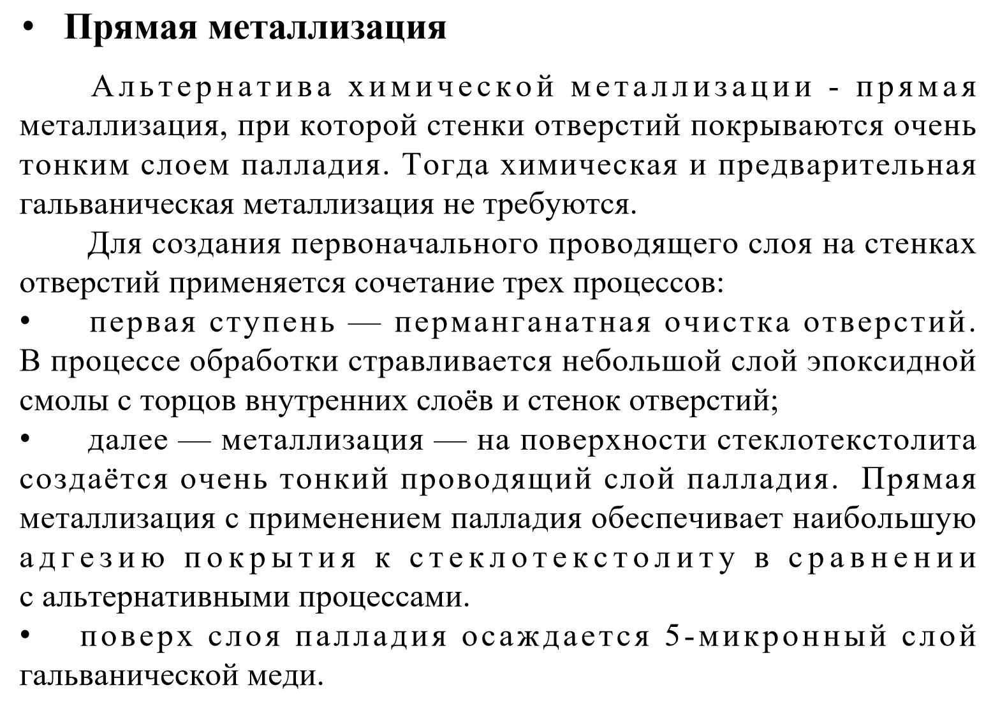 • Прямая металлизация
Альтернатива химической металлизации - прямая
металлизация, при которой стенки отверстий покрываются очень
тонким слоем палладия. Тогда химическая и предварительная
гальваническая металлизация не требуются.
Для создания первоначального проводящего слоя на стенках
отверстий применяется сочетание трех процессов:
• первая ступень — перманганатная очистка отверстий.
В процессе обработки стравливается небольшой слой эпоксидной
смолы с торцов внутренних слоёв и стенок отверстий;
• далее — металлизация — на поверхности стеклотекстолита
создаётся очень тонкий проводящий слой палладия. Прямая
металлизация с применением палладия обеспечивает наибольшую
адгезию покрытия к стеклотекстолиту в сравнении
с альтернативными процессами.
• поверх слоя палладия осаждается 5-микронный слой
гальванической меди.